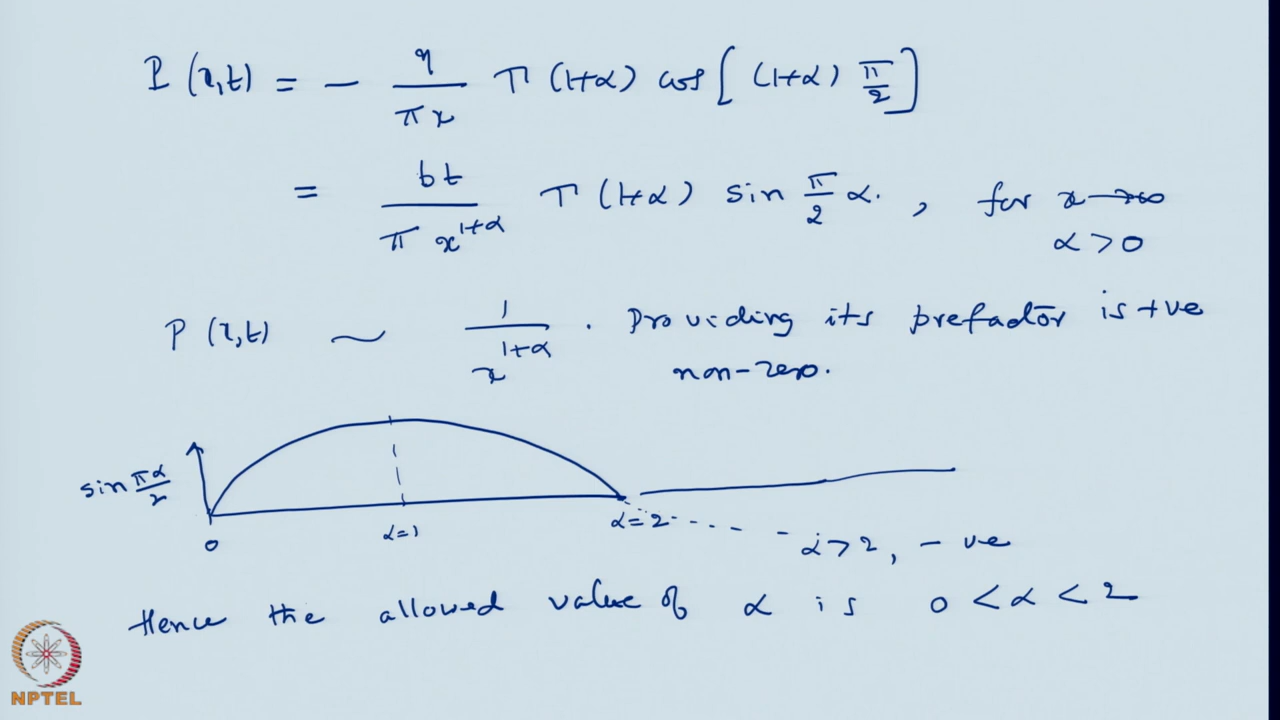 P (x,t) = - η / πx Γ (1+α) cos [ (1+α) π/2 ]
= bt / π x^{1+α} Γ (1+α) sin π/2 α. , for x→∞
α > 0
P (x,t) ~ 1 / x^{1+α} . Providing its prefactor is +ve
non-zero.
sin πα/2
0 α=1 α=2 α>2, - ve
Hence the allowed value of α is 0 < α < 2
NPTEL